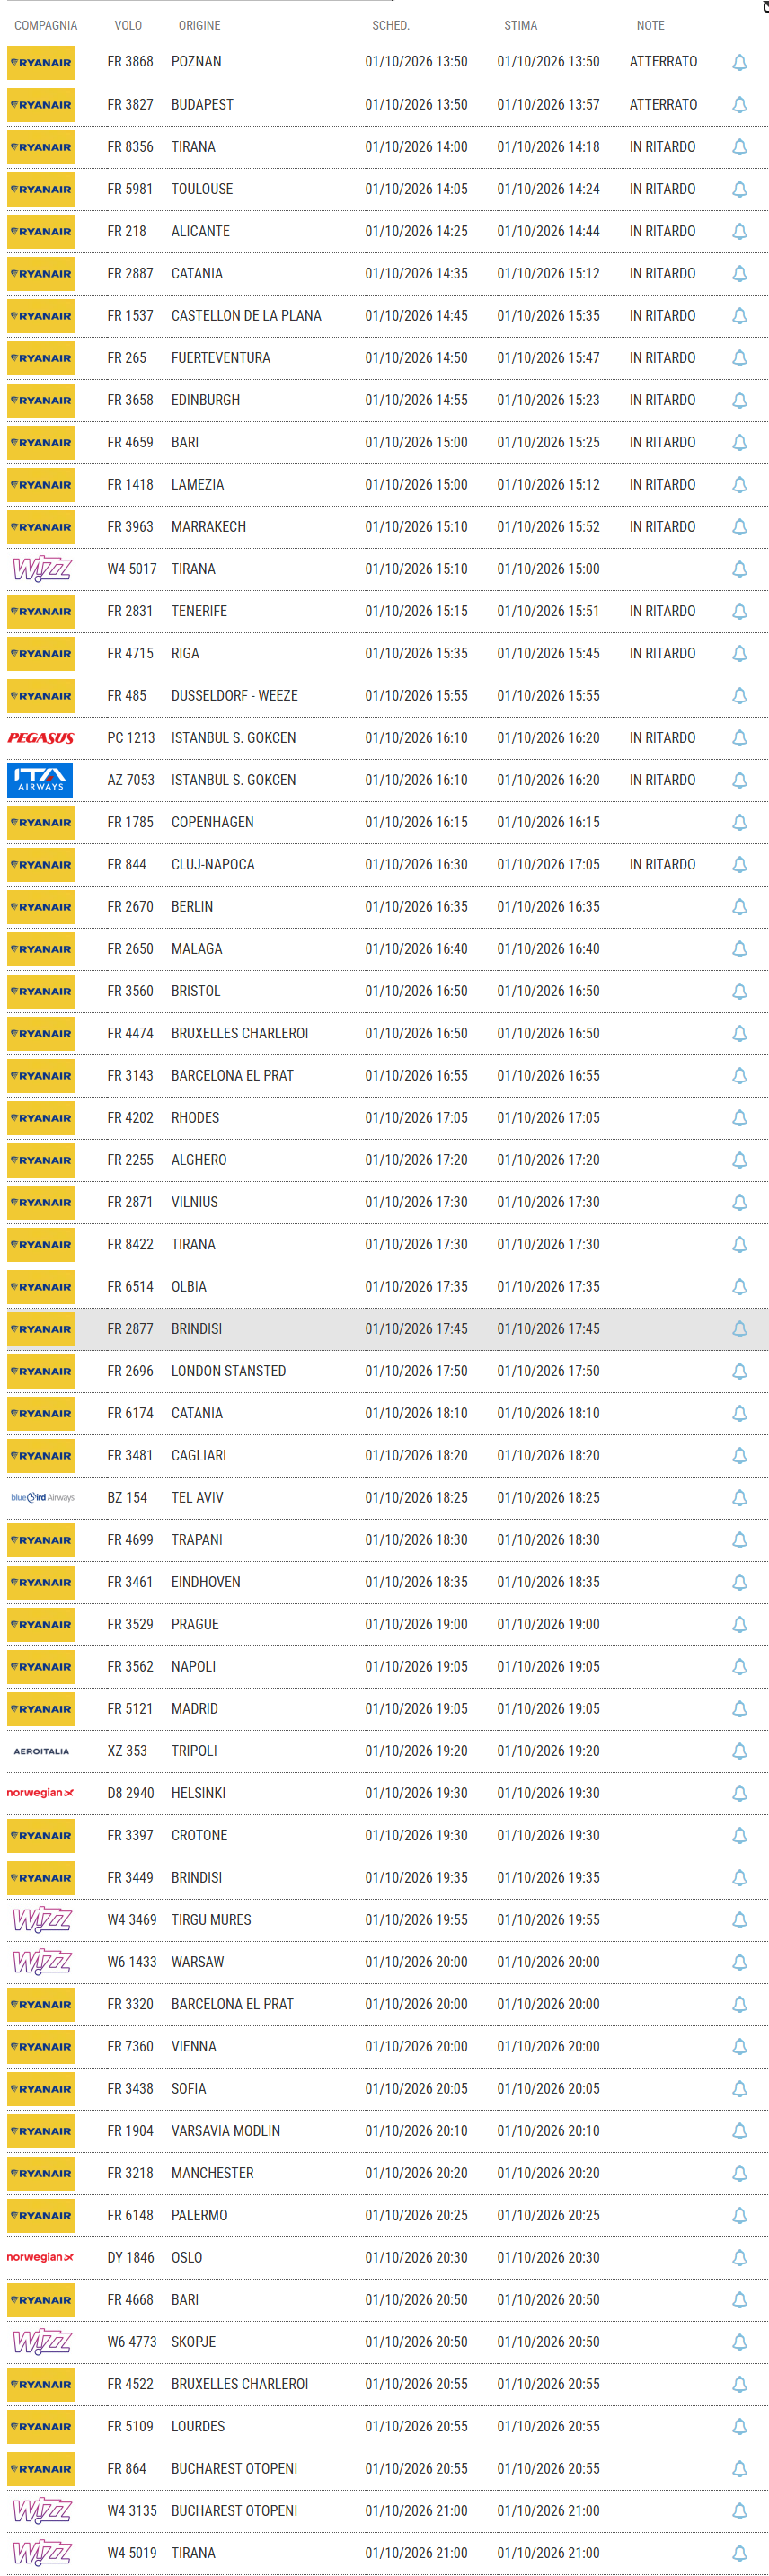 COMPAGNIA VOLO ORIGINE SCHED. STIMA NOTE
RYANAIR FR 3868 POZNAN 01/10/2026 13:50 01/10/2026 13:50 ATTERRATO
RYANAIR FR 3827 BUDAPEST 01/10/2026 13:50 01/10/2026 13:57 ATTERRATO
RYANAIR FR 8356 TIRANA 01/10/2026 14:00 01/10/2026 14:18 IN RITARDO
RYANAIR FR 5981 TOULOUSE 01/10/2026 14:05 01/10/2026 14:24 IN RITARDO
RYANAIR FR 218 ALICANTE 01/10/2026 14:25 01/10/2026 14:44 IN RITARDO
RYANAIR FR 2887 CATANIA 01/10/2026 14:35 01/10/2026 15:12 IN RITARDO
RYANAIR FR 1537 CASTELLON DE LA PLANA 01/10/2026 14:45 01/10/2026 15:35 IN RITARDO
RYANAIR FR 265 FUERTEVENTURA 01/10/2026 14:50 01/10/2026 15:47 IN RITARDO
RYANAIR FR 3658 EDINBURGH 01/10/2026 14:55 01/10/2026 15:23 IN RITARDO
RYANAIR FR 4659 BARI 01/10/2026 15:00 01/10/2026 15:25 IN RITARDO
RYANAIR FR 1418 LAMEZIA 01/10/2026 15:00 01/10/2026 15:12 IN RITARDO
RYANAIR FR 3963 MARRAKECH 01/10/2026 15:10 01/10/2026 15:52 IN RITARDO
WIZZ W4 5017 TIRANA 01/10/2026 15:10 01/10/2026 15:00
RYANAIR FR 2831 TENERIFE 01/10/2026 15:15 01/10/2026 15:51 IN RITARDO
RYANAIR FR 4715 RIGA 01/10/2026 15:35 01/10/2026 15:45 IN RITARDO
RYANAIR FR 485 DUSSELDORF - WEEZE 01/10/2026 15:55 01/10/2026 15:55
PEGASUS PC 1213 ISTANBUL S. GOKCEN 01/10/2026 16:10 01/10/2026 16:20 IN RITARDO
ITA AIRWAYS AZ 7053 ISTANBUL S. GOKCEN 01/10/2026 16:10 01/10/2026 16:20 IN RITARDO
RYANAIR FR 1785 COPENHAGEN 01/10/2026 16:15 01/10/2026 16:15
RYANAIR FR 844 CLUJ-NAPOCA 01/10/2026 16:30 01/10/2026 17:05 IN RITARDO
RYANAIR FR 2670 BERLIN 01/10/2026 16:35 01/10/2026 16:35
RYANAIR FR 2650 MALAGA 01/10/2026 16:40 01/10/2026 16:40
RYANAIR FR 3560 BRISTOL 01/10/2026 16:50 01/10/2026 16:50
RYANAIR FR 4474 BRUXELLES CHARLEROI 01/10/2026 16:50 01/10/2026 16:50
RYANAIR FR 3143 BARCELONA EL PRAT 01/10/2026 16:55 01/10/2026 16:55
RYANAIR FR 4202 RHODES 01/10/2026 17:05 01/10/2026 17:05
RYANAIR FR 2255 ALGHERO 01/10/2026 17:20 01/10/2026 17:20
RYANAIR FR 2871 VILNIUS 01/10/2026 17:30 01/10/2026 17:30
RYANAIR FR 8422 TIRANA 01/10/2026 17:30 01/10/2026 17:30
RYANAIR FR 6514 OLBIA 01/10/2026 17:35 01/10/2026 17:35
RYANAIR FR 2877 BRINDISI 01/10/2026 17:45 01/10/2026 17:45
RYANAIR FR 2696 LONDON STANSTED 01/10/2026 17:50 01/10/2026 17:50
RYANAIR FR 6174 CATANIA 01/10/2026 18:10 01/10/2026 18:10
RYANAIR FR 3481 CAGLIARI 01/10/2026 18:20 01/10/2026 18:20
blueBird Airways BZ 154 TEL AVIV 01/10/2026 18:25 01/10/2026 18:25
RYANAIR FR 4699 TRAPANI 01/10/2026 18:30 01/10/2026 18:30
RYANAIR FR 3461 EINDHOVEN 01/10/2026 18:35 01/10/2026 18:35
RYANAIR FR 3529 PRAGUE 01/10/2026 19:00 01/10/2026 19:00
RYANAIR FR 3562 NAPOLI 01/10/2026 19:05 01/10/2026 19:05
RYANAIR FR 5121 MADRID 01/10/2026 19:05 01/10/2026 19:05
AEROITALIA XZ 353 TRIPOLI 01/10/2026 19:20 01/10/2026 19:20
norwegian D8 2940 HELSINKI 01/10/2026 19:30 01/10/2026 19:30
RYANAIR FR 3397 CROTONE 01/10/2026 19:30 01/10/2026 19:30
RYANAIR FR 3449 BRINDISI 01/10/2026 19:35 01/10/2026 19:35
WIZZ W4 3469 TIRGU MURES 01/10/2026 19:55 01/10/2026 19:55
WIZZ W6 1433 WARSAW 01/10/2026 20:00 01/10/2026 20:00
RYANAIR FR 3320 BARCELONA EL PRAT 01/10/2026 20:00 01/10/2026 20:00
RYANAIR FR 7360 VIENNA 01/10/2026 20:00 01/10/2026 20:00
RYANAIR FR 3438 SOFIA 01/10/2026 20:05 01/10/2026 20:05
RYANAIR FR 1904 VARSAVIA MODLIN 01/10/2026 20:10 01/10/2026 20:10
RYANAIR FR 3218 MANCHESTER 01/10/2026 20:20 01/10/2026 20:20
RYANAIR FR 6148 PALERMO 01/10/2026 20:25 01/10/2026 20:25
norwegian DY 1846 OSLO 01/10/2026 20:30 01/10/2026 20:30
RYANAIR FR 4668 BARI 01/10/2026 20:50 01/10/2026 20:50
WIZZ W6 4773 SKOPJE 01/10/2026 20:50 01/10/2026 20:50
RYANAIR FR 4522 BRUXELLES CHARLEROI 01/10/2026 20:55 01/10/2026 20:55
RYANAIR FR 5109 LOURDES 01/10/2026 20:55 01/10/2026 20:55
RYANAIR FR 864 BUCHAREST OTOPENI 01/10/2026 20:55 01/10/2026 20:55
WIZZ W4 3135 BUCHAREST OTOPENI 01/10/2026 21:00 01/10/2026 21:00
WIZZ W4 5019 TIRANA 01/10/2026 21:00 01/10/2026 21:00